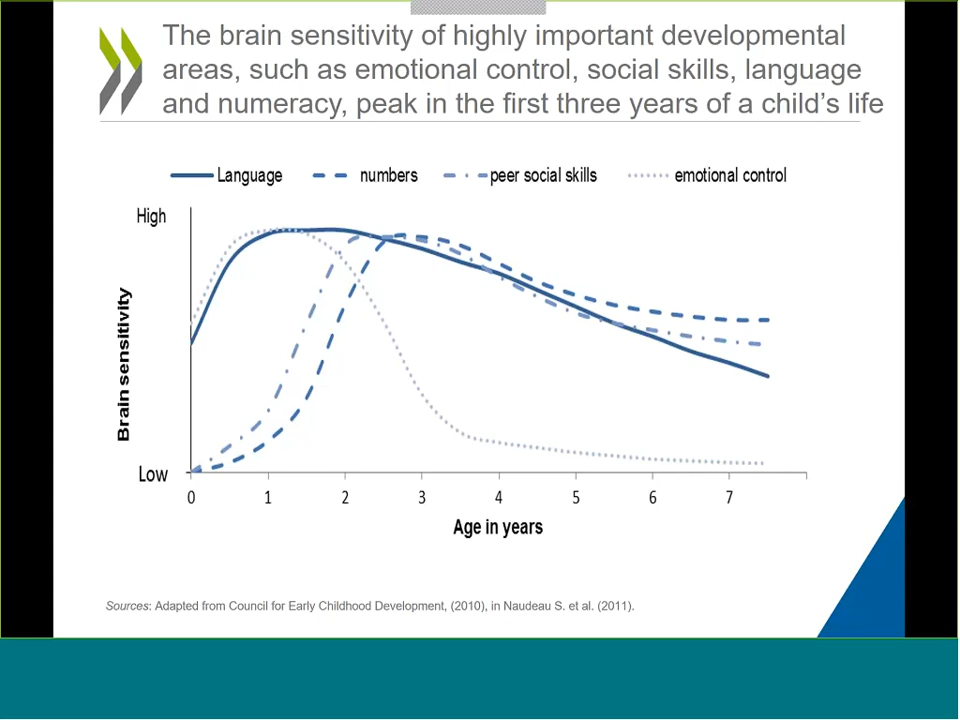 The brain sensitivity of highly important developmental
areas, such as emotional control, social skills, language
and numeracy, peak in the first three years of a child's life
Language numbers peer social skills emotional control
High
Brain sensitivity
Low
0 1 2 3 4 5 6 7
Age in years
Sources: Adapted from Council for Early Childhood Development, (2010), in Naudeau S. et al. (2011).